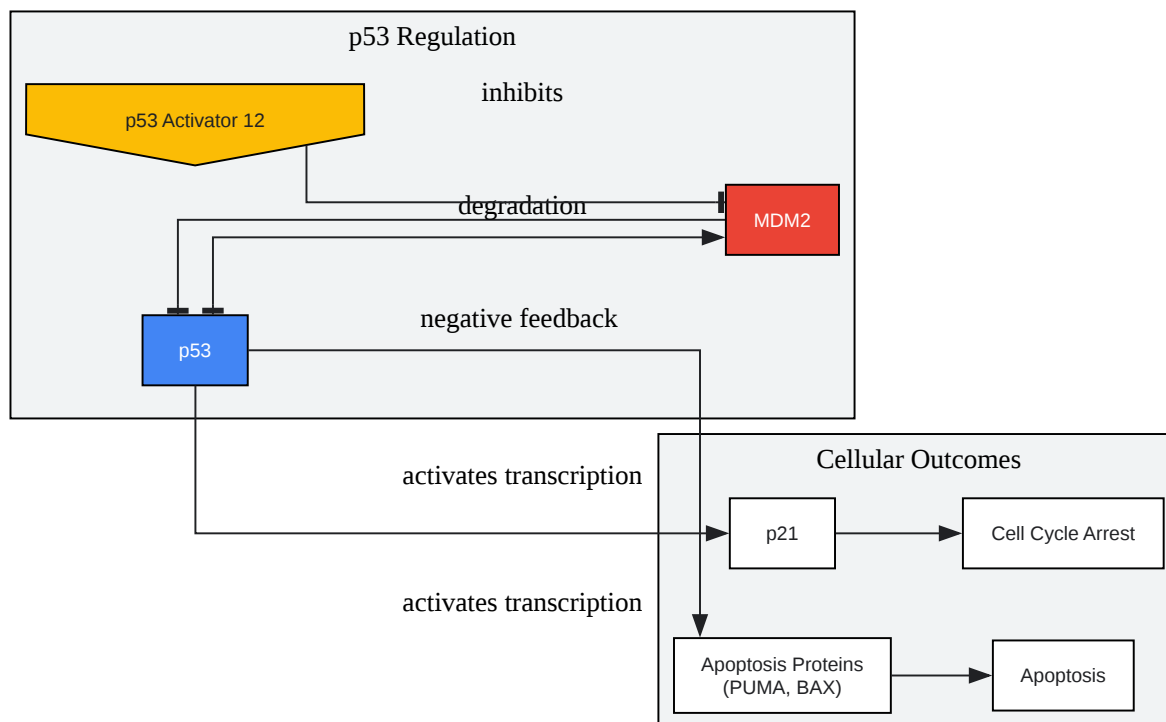 p53 Regulation
inhibits
p53 Activator 12
degradation
MDM2
negative feedback
p53
Cellular Outcomes
activates transcription
p21
Cell Cycle Arrest
activates transcription
Apoptosis Proteins
(PUMA, BAX)
Apoptosis